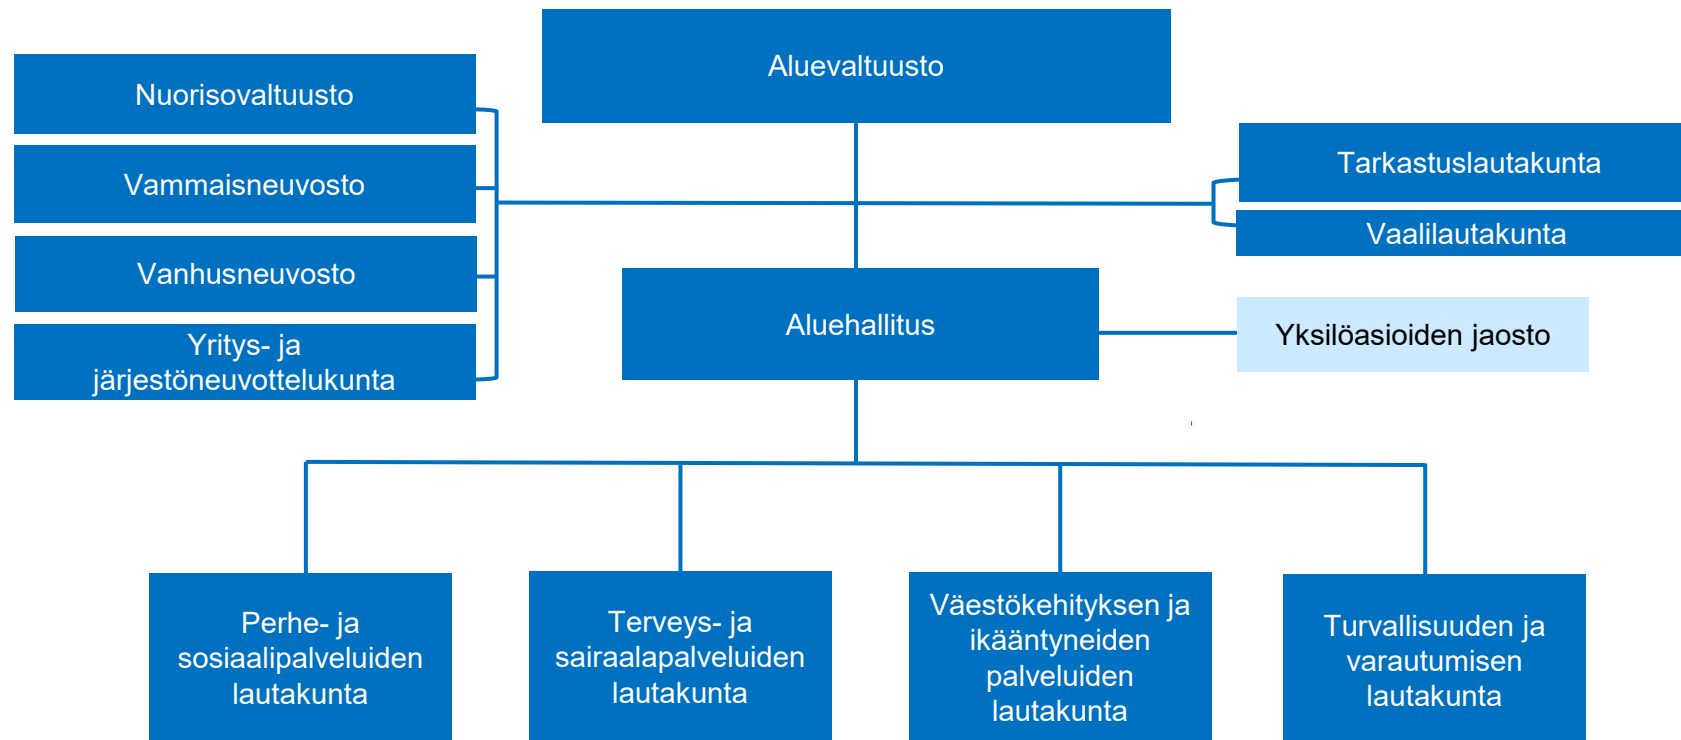 Aluevaltuusto
Nuorisovaltuusto
Vammaisneuvosto
Vanhusneuvosto
Yritys- ja
järjestöneuvottelukunta
Tarkastuslautakunta
Vaalilautakunta
Aluehallitus
Yksilöasioiden jaosto
Perhe- ja
sosiaalipalveluiden
lautakunta
Terveys- ja
sairaalapalveluiden
lautakunta
Väestökehityksen ja
ikääntyneiden
palveluiden
lautakunta
Turvallisuuden ja
varautumisen
lautakunta